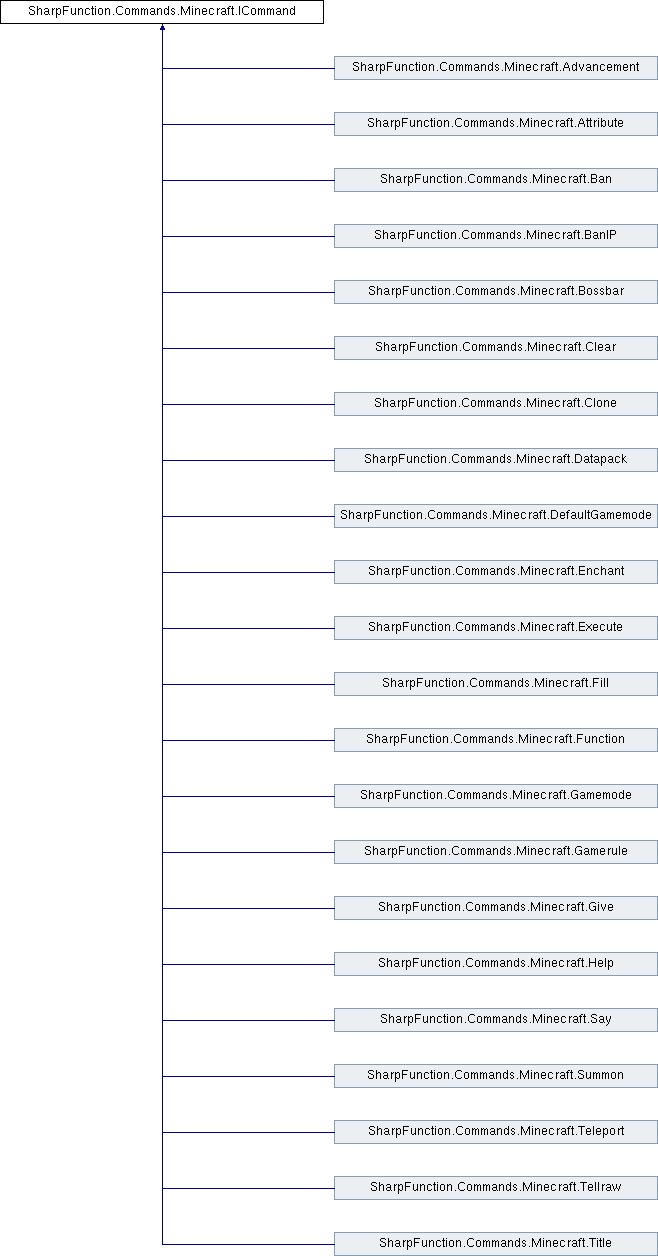 SharpFunction.Commands.Minecraft.ICommand
SharpFunction.Commands.Minecraft.Advancement
SharpFunction.Commands.Minecraft.Attribute
SharpFunction.Commands.Minecraft.Ban
SharpFunction.Commands.Minecraft.BanIP
SharpFunction.Commands.Minecraft.Bossbar
SharpFunction.Commands.Minecraft.Clear
SharpFunction.Commands.Minecraft.Clone
SharpFunction.Commands.Minecraft.Datapack
SharpFunction.Commands.Minecraft.DefaultGamemode
SharpFunction.Commands.Minecraft.Enchant
SharpFunction.Commands.Minecraft.Execute
SharpFunction.Commands.Minecraft.Fill
SharpFunction.Commands.Minecraft.Function
SharpFunction.Commands.Minecraft.Gamemode
SharpFunction.Commands.Minecraft.Gamerule
SharpFunction.Commands.Minecraft.Give
SharpFunction.Commands.Minecraft.Help
SharpFunction.Commands.Minecraft.Say
SharpFunction.Commands.Minecraft.Summon
SharpFunction.Commands.Minecraft.Teleport
SharpFunction.Commands.Minecraft.Tellraw
SharpFunction.Commands.Minecraft.Title